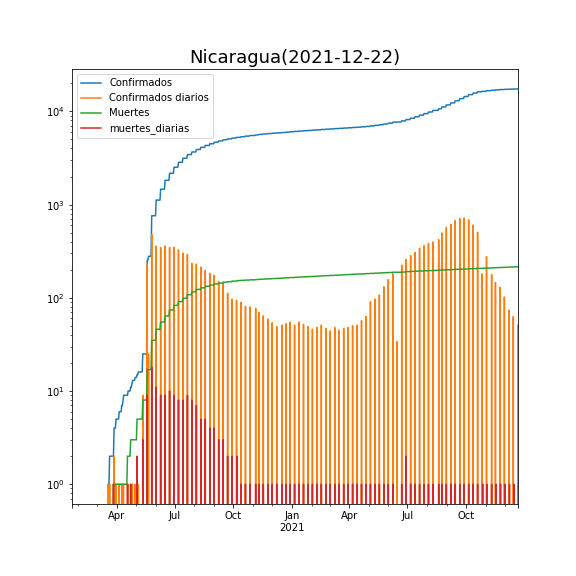 Nicaragua(2021-12-22)
Confirmados
Confirmados diarios
Muertes
muertes_diarias
10⁴
10³
10²
10¹
10⁰
Apr Jul Oct Jan Apr Jul Oct
2021